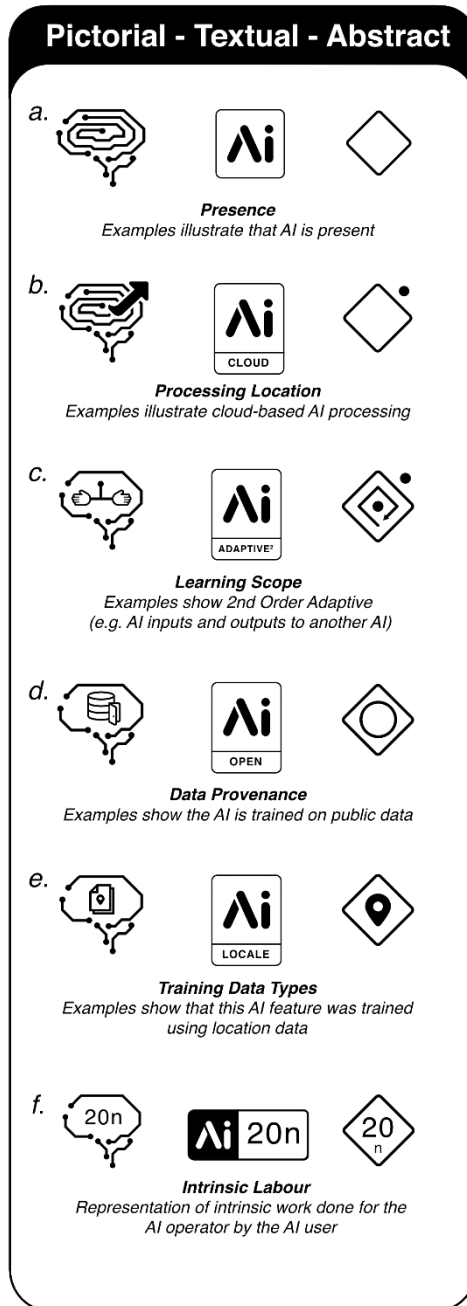 Pictorial - Textual - Abstract
a.
Ai
Presence
Examples illustrate that AI is present
b.
Ai
CLOUD
Processing Location
Examples illustrate cloud-based AI processing
c.
Ai
ADAPTIVE²
Learning Scope
Examples show 2nd Order Adaptive
(e.g. AI inputs and outputs to another AI)
d.
Ai
OPEN
Data Provenance
Examples show the AI is trained on public data
e.
Ai
LOCALE
Training Data Types
Examples show that this AI feature was trained
using location data
f.
20n
Ai 20n
20
n
Intrinsic Labour
Representation of intrinsic work done for the
AI operator by the AI user